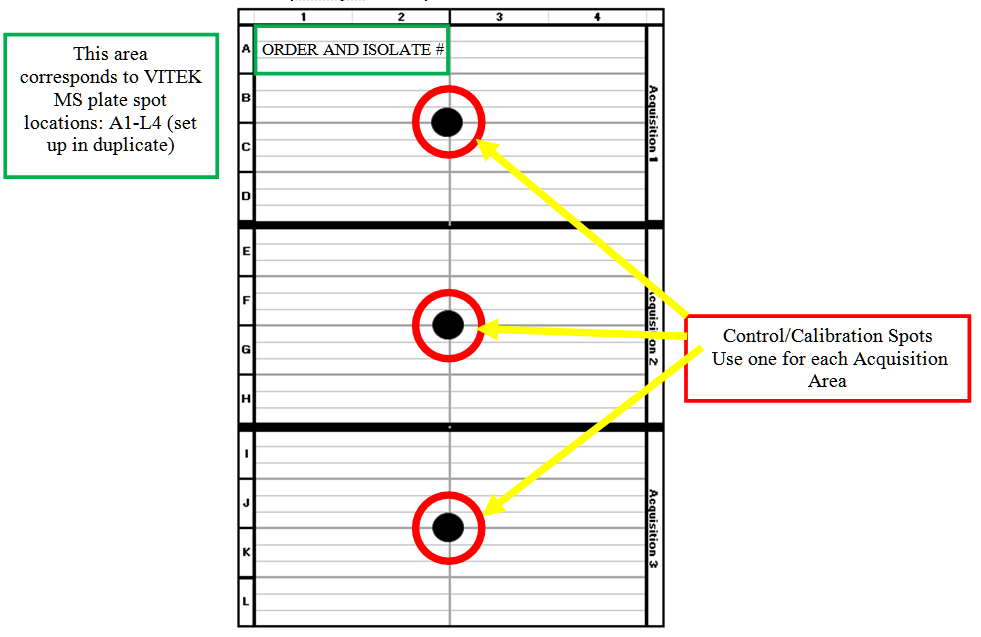 1 2 3 4
This area
corresponds to VITEK
MS plate spot
locations: A1-L4 (set
up in duplicate)
A ORDER AND ISOLATE #
B
C
D
Acquisition 1
E
F
G
H
Acquisition 2
Control/Calibration Spots
Use one for each Acquisition
Area
I
J
K
L
Acquisition 3